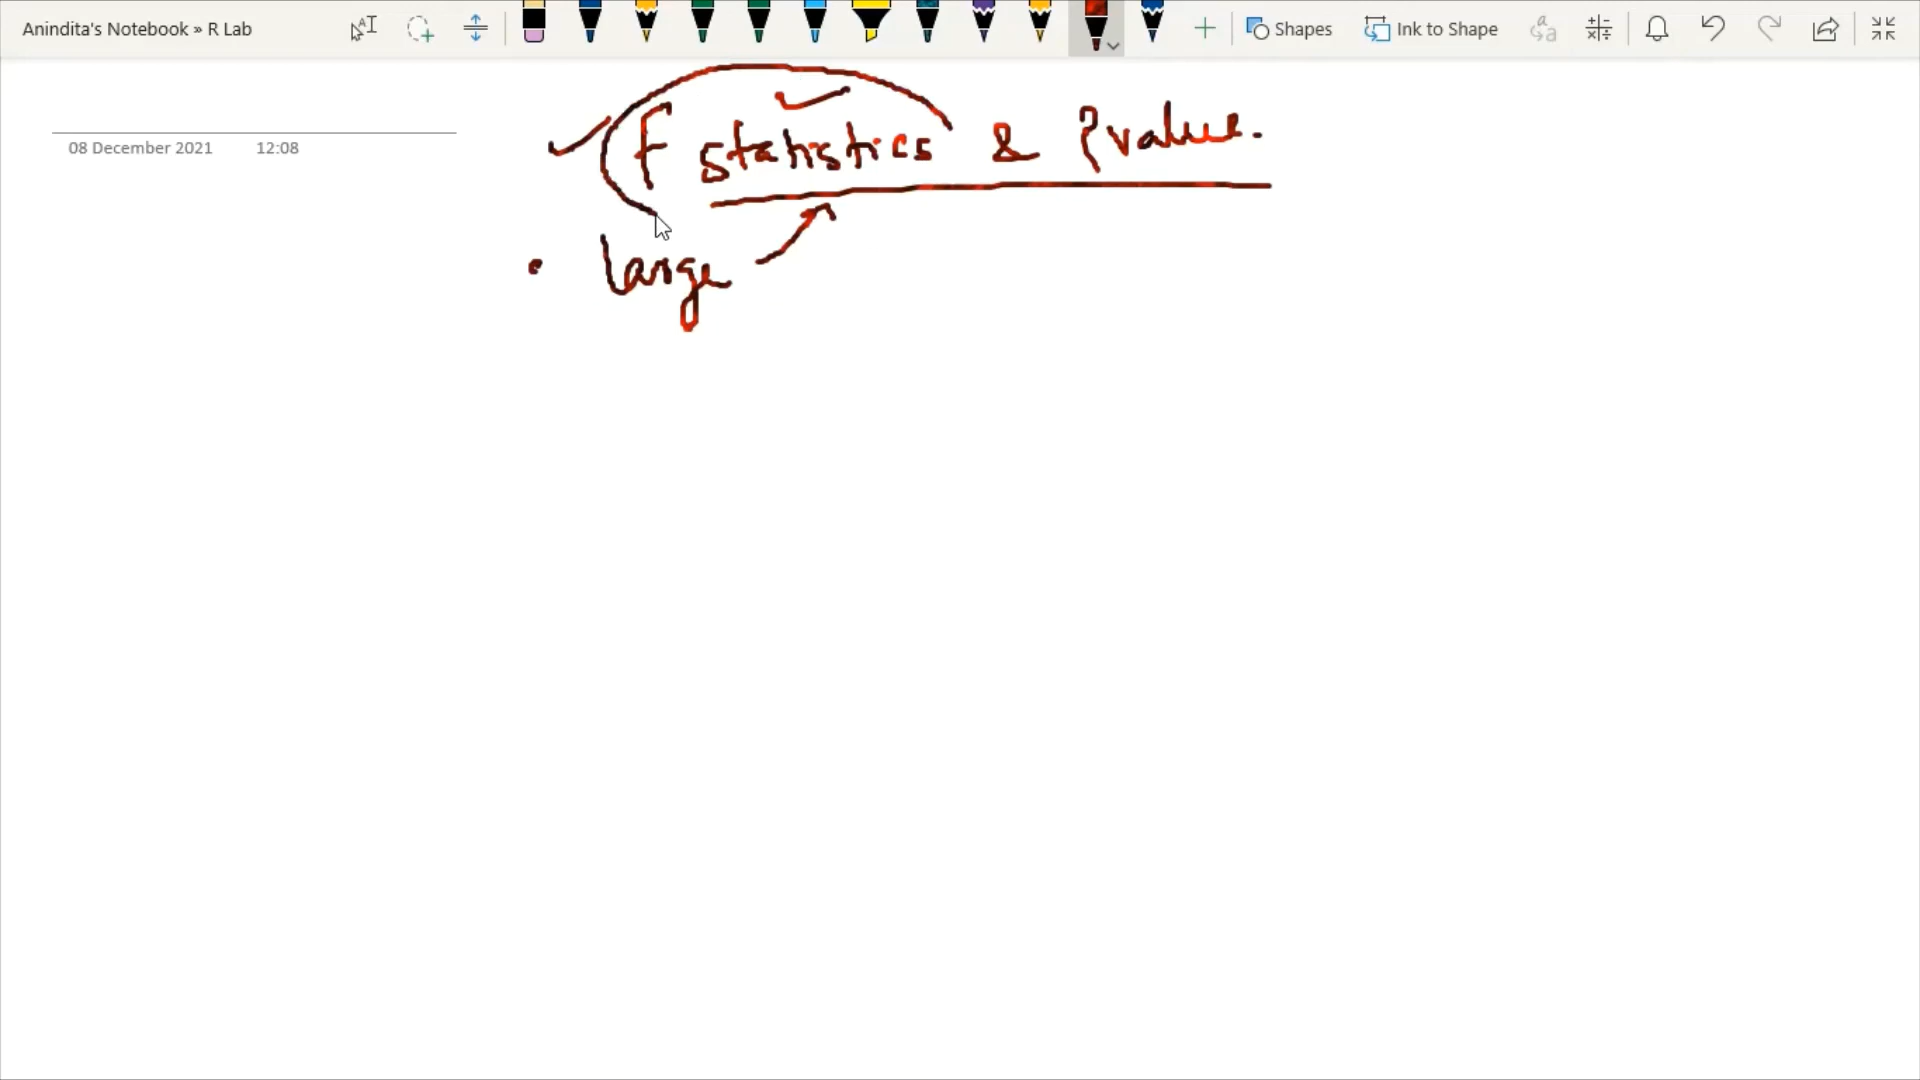 Anindita's Notebook » R Lab
Shapes
Ink to Shape
F statistics & Pvalue.
08 December 2021 12:08
• large